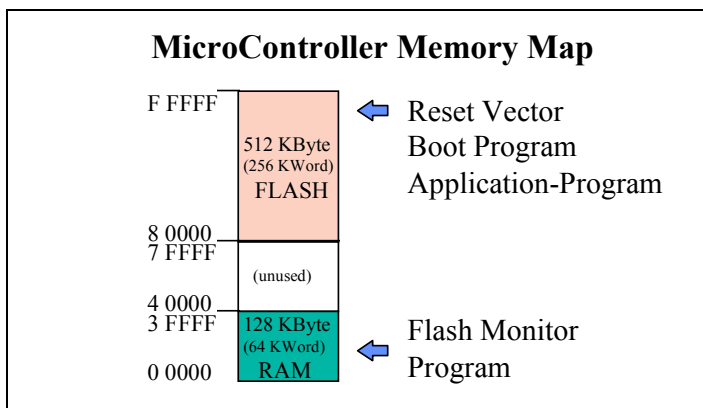 MicroController Memory Map
F FFFF
Reset Vector
Boot Program
Application-Program
512 KByte
(256 KWord)
FLASH
8 0000
7 FFFF
(unused)
4 0000
3 FFFF
128 KByte
(64 KWord)
RAM
0 0000
Flash Monitor
Program